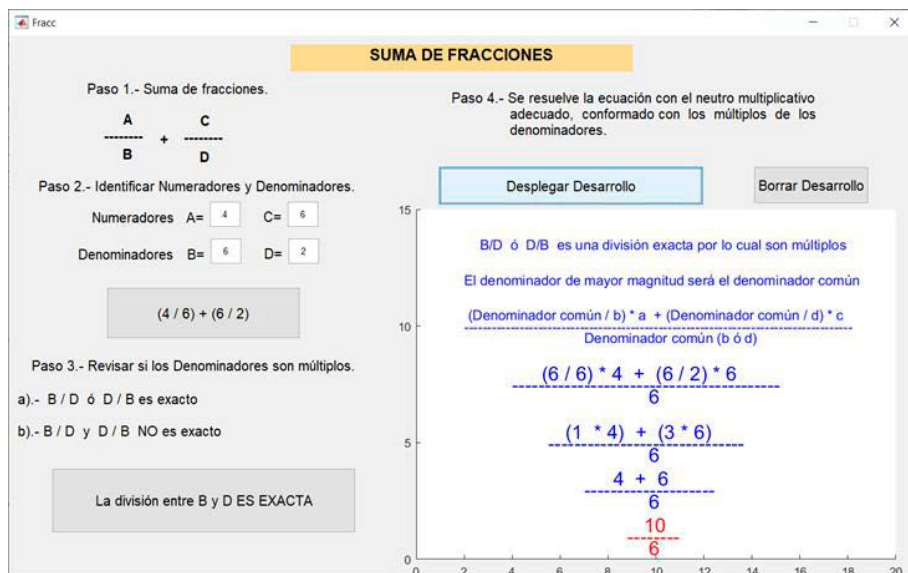 Fracc
SUMA DE FRACCIONES
Paso 1.- Suma de fracciones.
A C
-------- + --------
B D
Paso 2.- Identificar Numeradores y Denominadores.
Numeradores A= 4 C= 6
Denominadores B= 6 D= 2
(4 / 6) + (6 / 2)
Paso 3.- Revisar si los Denominadores son múltiplos.
a).- B / D ó D / B es exacto
b).- B / D y D / B NO es exacto
La división entre B y D ES EXACTA
Paso 4.- Se resuelve la ecuación con el neutro multiplicativo
adecuado, conformado con los múltiplos de los
denominadores.
Desplegar Desarrollo Borrar Desarrollo
15
B/D ó D/B es una división exacta por lo cual son múltiplos
El denominador de mayor magnitud será el denominador común
(Denominador común / b) * a + (Denominador común / d) * c
10
Denominador común (b ó d)
(6 / 6) * 4 + (6 / 2) * 6
6
(1 * 4) + (3 * 6)
5
6
4 + 6
6
10
6
0
0 2 4 6 8 10 12 14 16 18 20